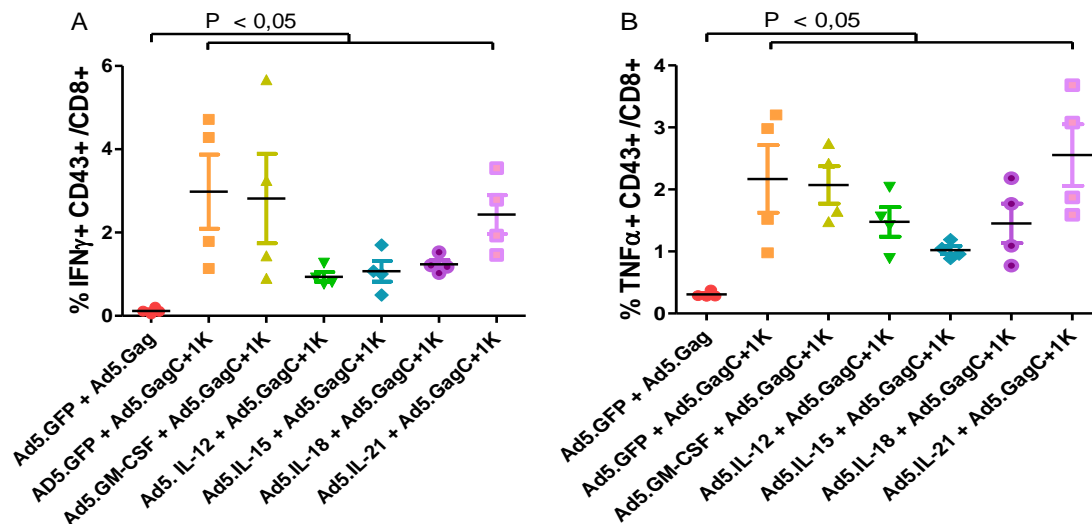 A
P < 0,05
% IFNγ+ CD43+ /CD8+
6
4
2
0
Ad5.GFP + Ad5.Gag
AD5.GFP + Ad5.GagC+1K
Ad5.GM-CSF + Ad5.GagC+1K
Ad5. IL-12 + Ad5.GagC+1K
Ad5.IL-15 + Ad5.GagC+1K
Ad5.IL-18 + Ad5.GagC+1K
Ad5.IL-21 + Ad5.GagC+1K
B
P < 0,05
% TNFα+ CD43+ /CD8+
4
3
2
1
0
Ad5.GFP + Ad5.Gag
Ad5.GFP + Ad5.GagC+1K
Ad5.GM-CSF + Ad5.GagC+1K
Ad5.IL-12 + Ad5.GagC+1K
Ad5.IL-15 + Ad5.GagC+1K
Ad5.IL-18 + Ad5.GagC+1K
Ad5.IL-21 + Ad5.GagC+1K